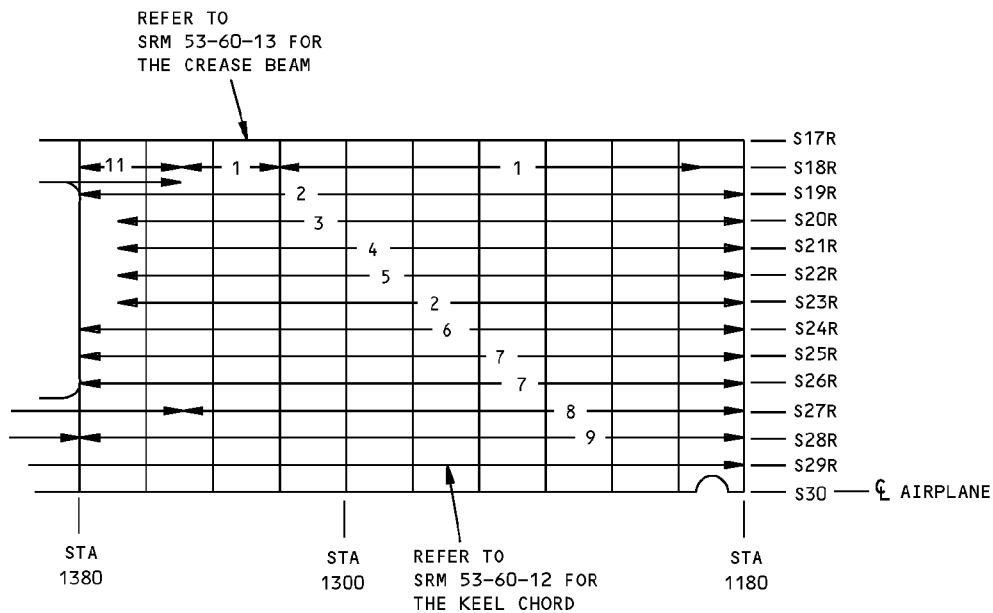 REFER TO
SRM 53-60-13 FOR
THE CREASE BEAM
S17R
11 1 1 S18R
2 S19R
3 S20R
4 S21R
5 S22R
2 S23R
6 S24R
7 S25R
7 S26R
8 S27R
9 S28R
S29R
S30 ℄ AIRPLANE
STA
1380
STA
1300
REFER TO
SRM 53-60-12 FOR
THE KEEL CHORD
STA
1180